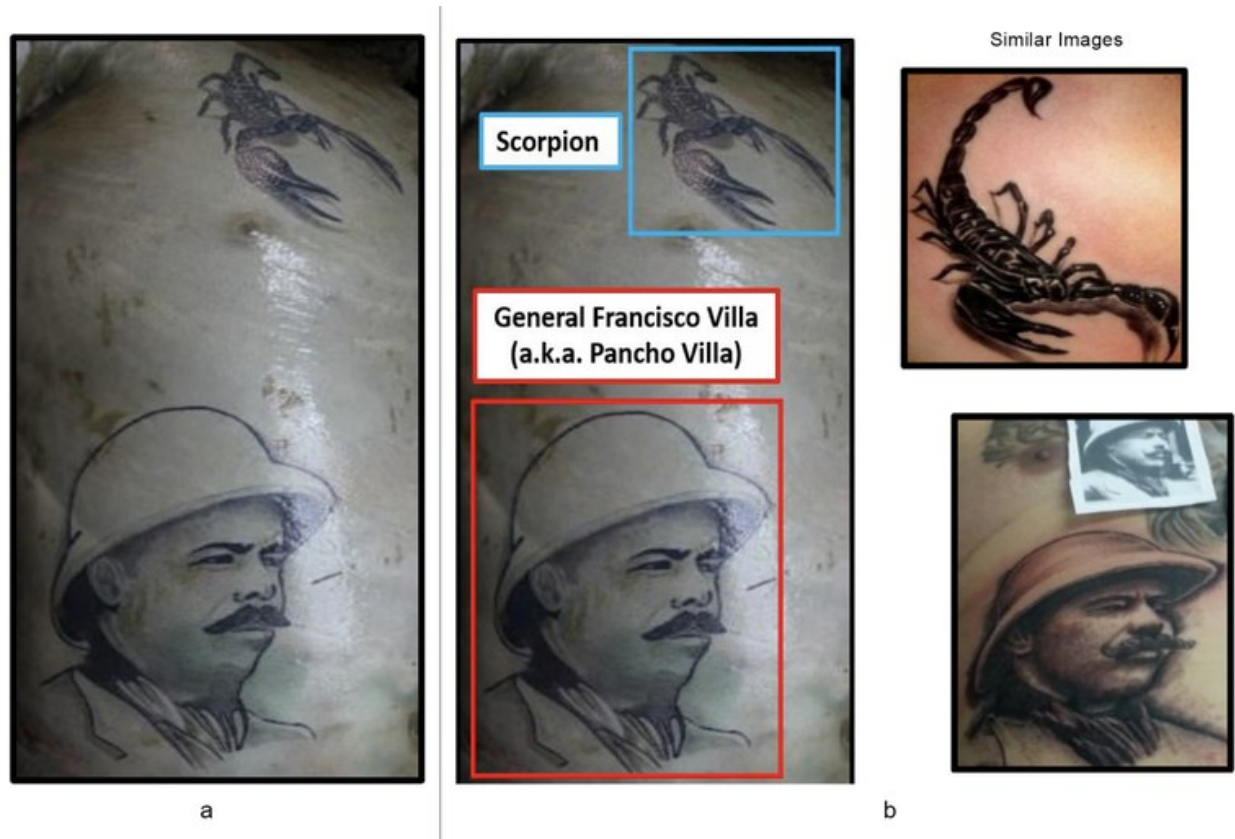 Similar Images
Scorpion
General Francisco Villa
(a.k.a. Pancho Villa)
a
b